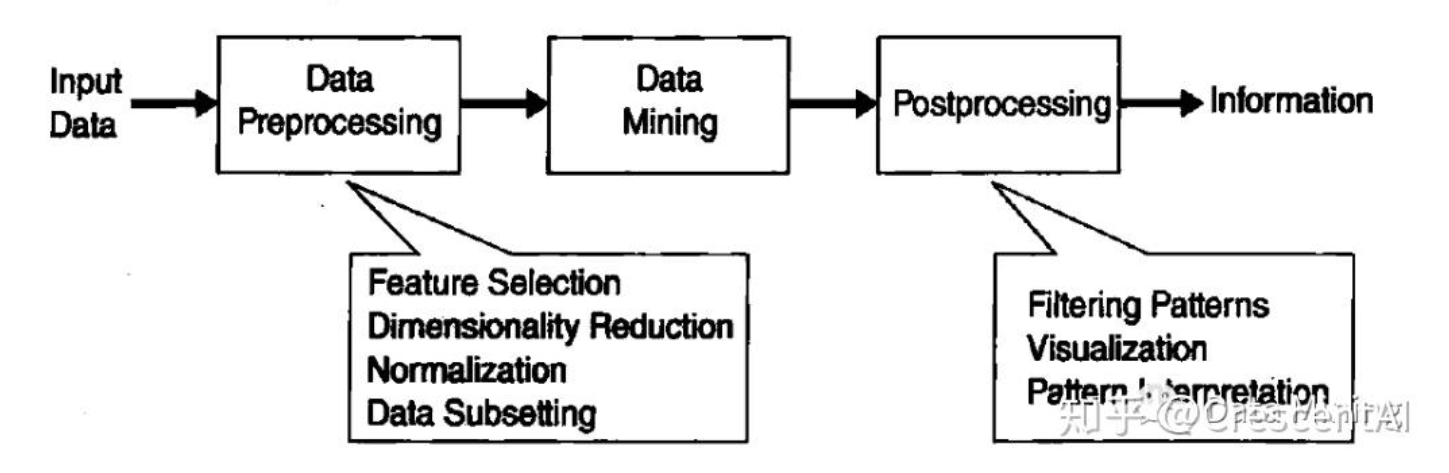 Input
Data
Data
Preprocessing
Data
Mining
Postprocessing
Information
Feature Selection
Dimensionality Reduction
Normalization
Data Subsetting
Filtering Patterns
Visualization
Pattern Interpretation
知乎 @CrescentAI